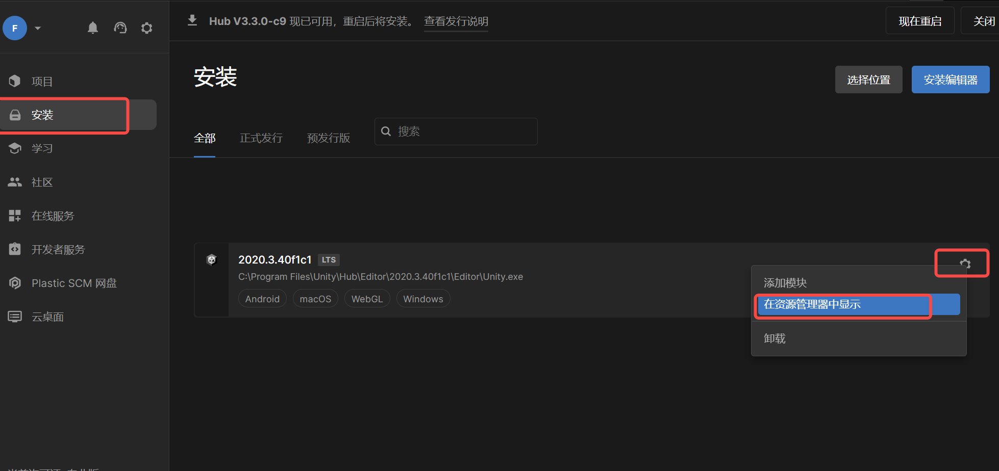 F
Hub V3.3.0-c9 现已可用，重启后将安装。 查看发行说明
现在重启
关闭
项目
安装
学习
社区
在线服务
开发者服务
Plastic SCM 网盘
云桌面
安装
选择位置
安装编辑器
全部
正式发行
预发行版
搜索
2020.3.40f1c1 LTS
C:\Program Files\Unity\Hub\Editor\2020.3.40f1c1\Editor\Unity.exe
Android macOS WebGL Windows
添加模块
在资源管理器中显示
卸载